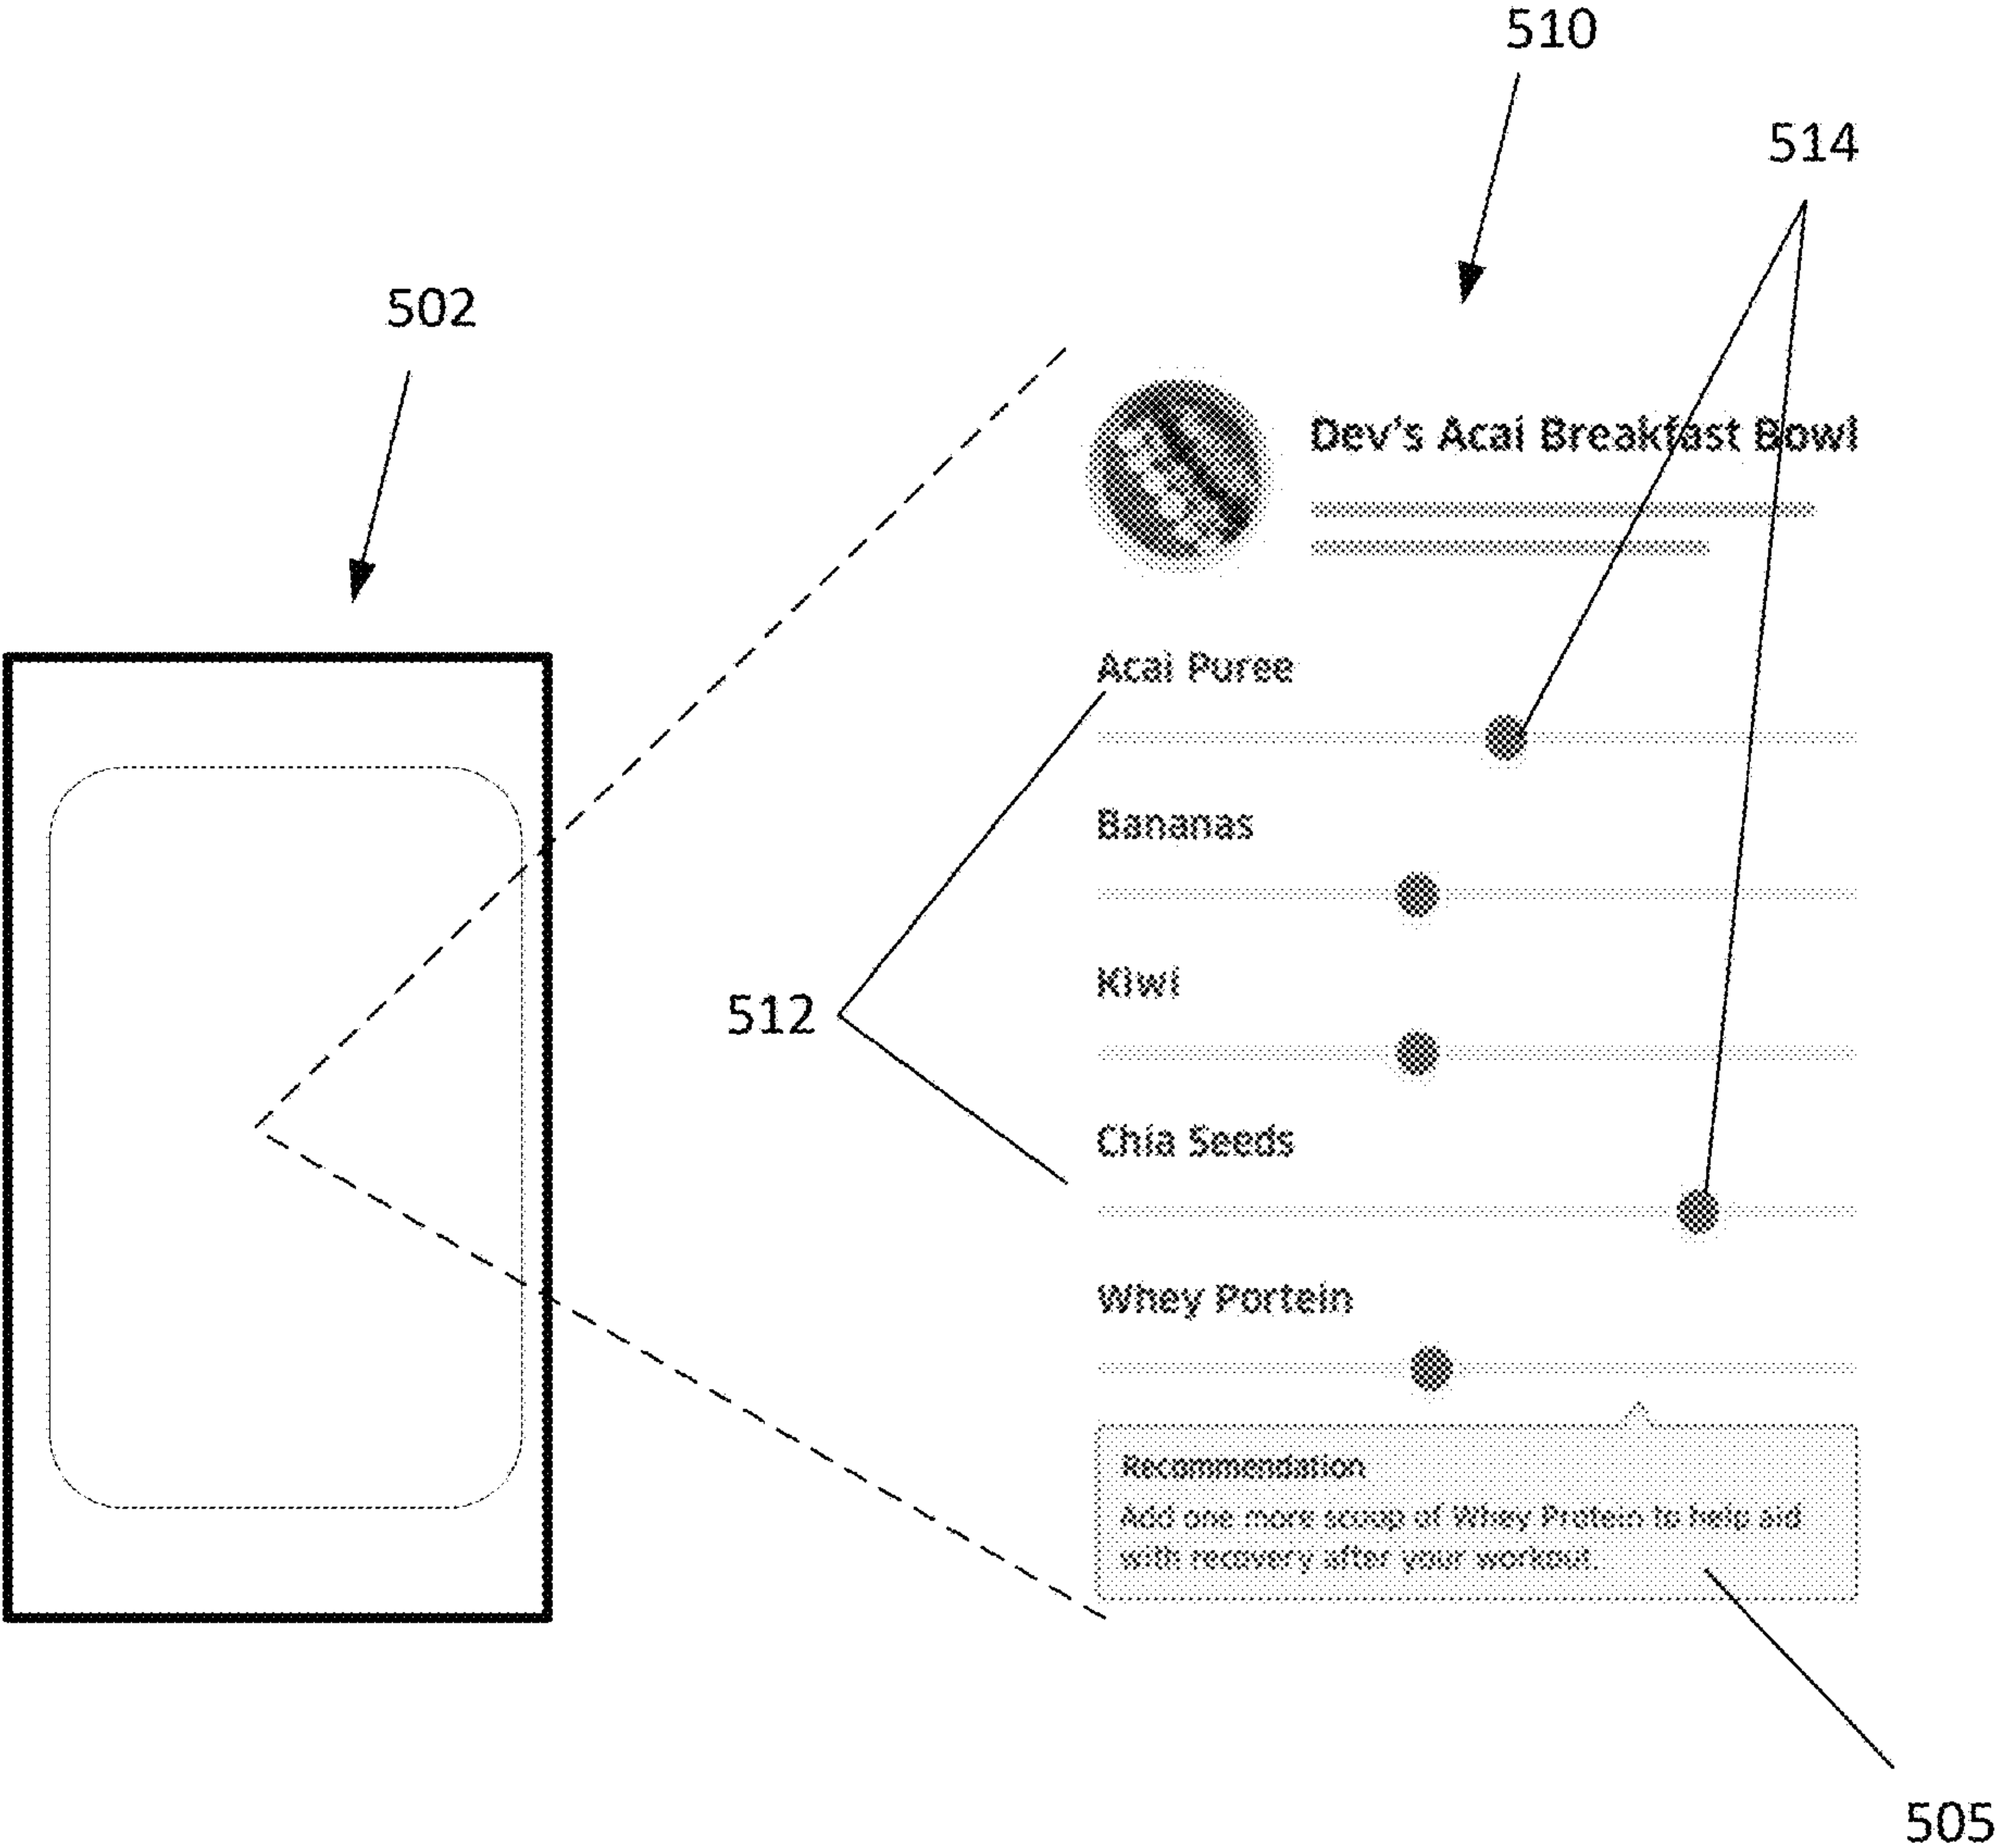 510
514
502
Dev's Acai Breakfast Bowl
Acai Puree
Bananas
Kiwi
512
Chia Seeds
Whey Portein
Recommendation
Add one more scoop of Whey Protein to help aid
with recovery after your workout.
505